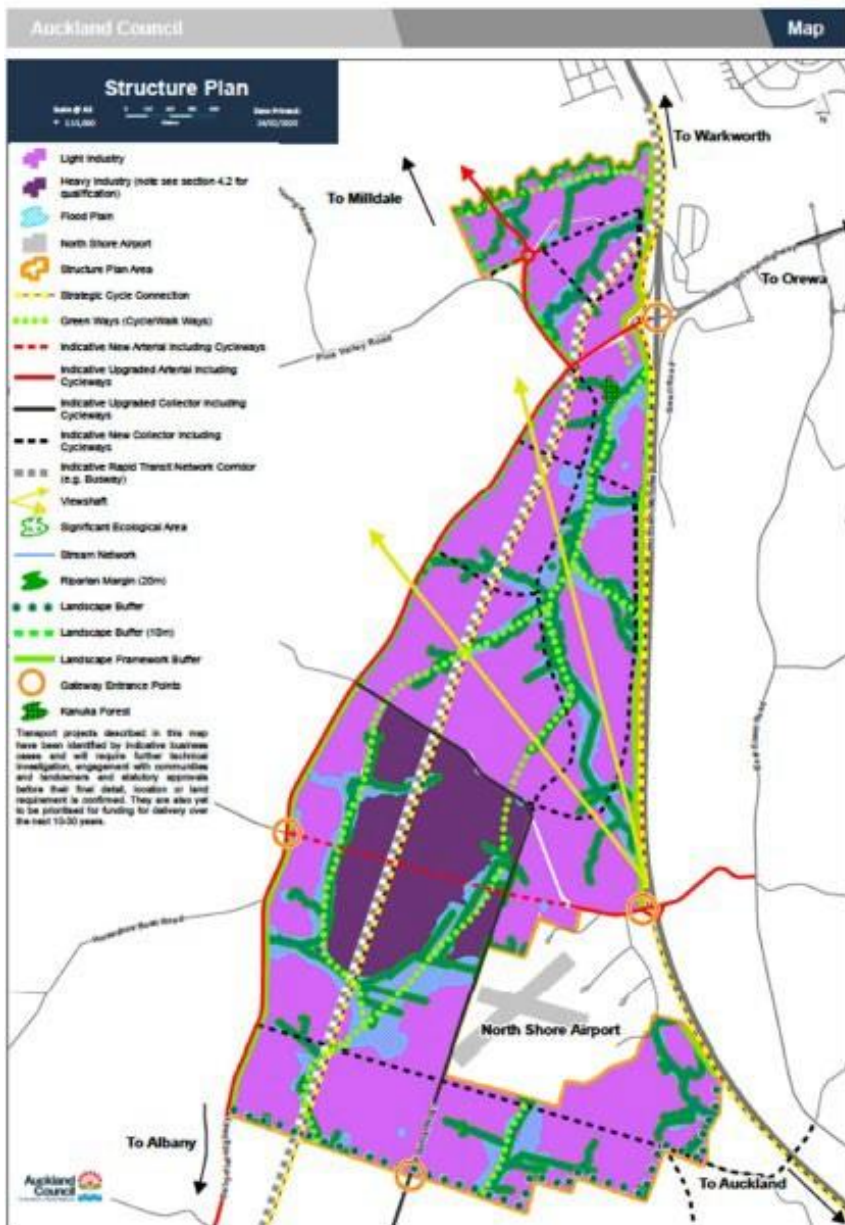 Auckland Council
Map
Structure Plan
Scale @ A3
Date Printed:
Light Industry
Heavy Industry (note see section 4.2 for
qualification)
Flood Plain
North Shore Airport
Structure Plan Area
Strategic Cycle Connection
Green Ways (Cycle/Walk Ways)
Indicative New Arterial Including Cycleways
Indicative Upgraded Arterial Including
Cycleways
Indicative Upgraded Collector Including
Cycleways
Indicative New Collector Including
Cycleways
Indicative Rapid Transit Network Corridor
(e.g. Busway)
Viewshaft
Significant Ecological Area
Stream Network
Riparian Margin (20m)
Landscape Buffer
Landscape Buffer (10m)
Landscape Framework Buffer
Gateway Entrance Points
Kanuka Forest
Transport projects described in this map
have been identified by indicative business
cases and will require further technical
investigation, engagement with communities
and landowners and statutory approvals
before their final detail, location or land
requirement is confirmed. They are also yet
to be prioritised for funding for delivery over
the next 10-30 years.
To Warkworth
To Milldale
To Orewa
Pine Valley Road
North Shore Airport
To Albany
To Auckland
Auckland
Council